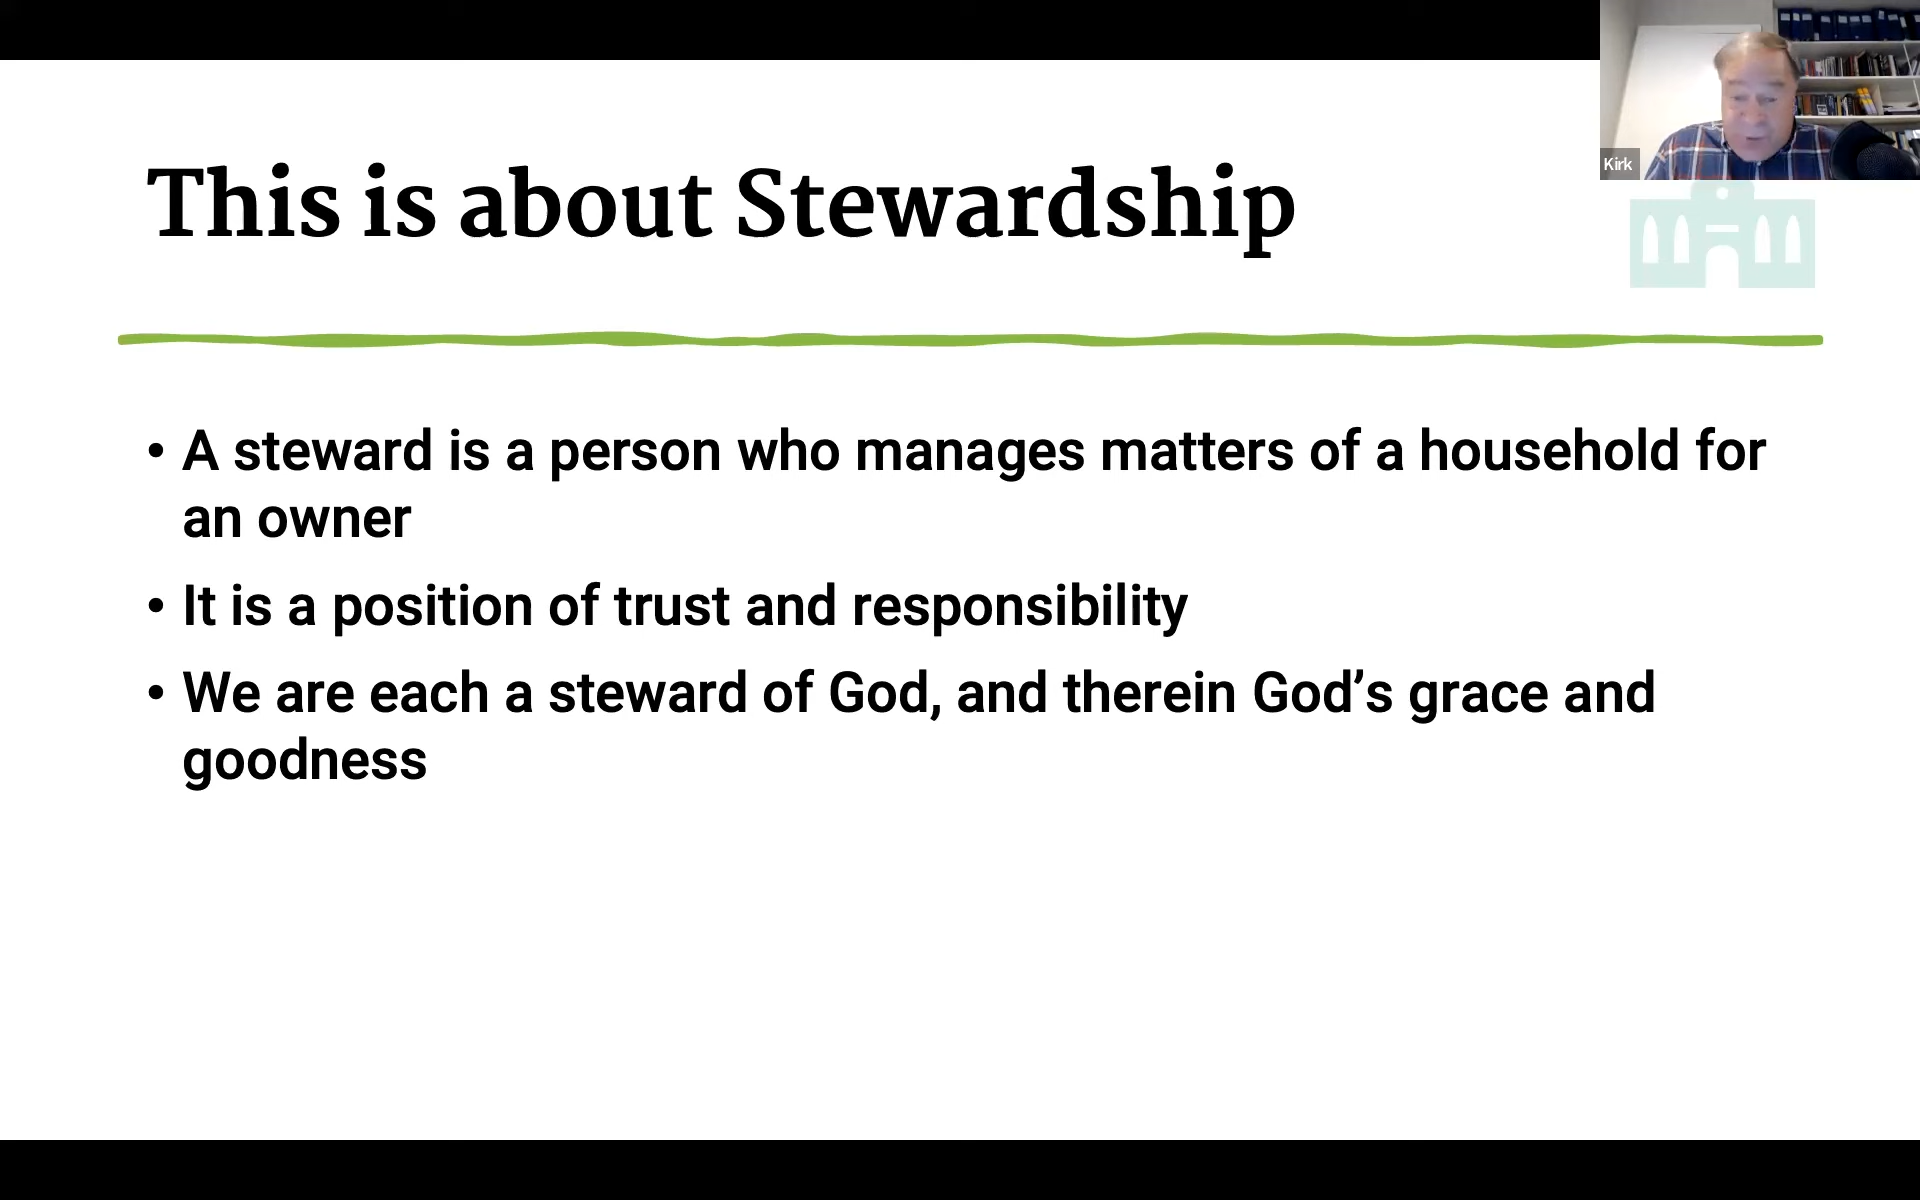 This is about Stewardship
Kirk
• A steward is a person who manages matters of a household for
an owner
• It is a position of trust and responsibility
• We are each a steward of God, and therein God’s grace and
goodness